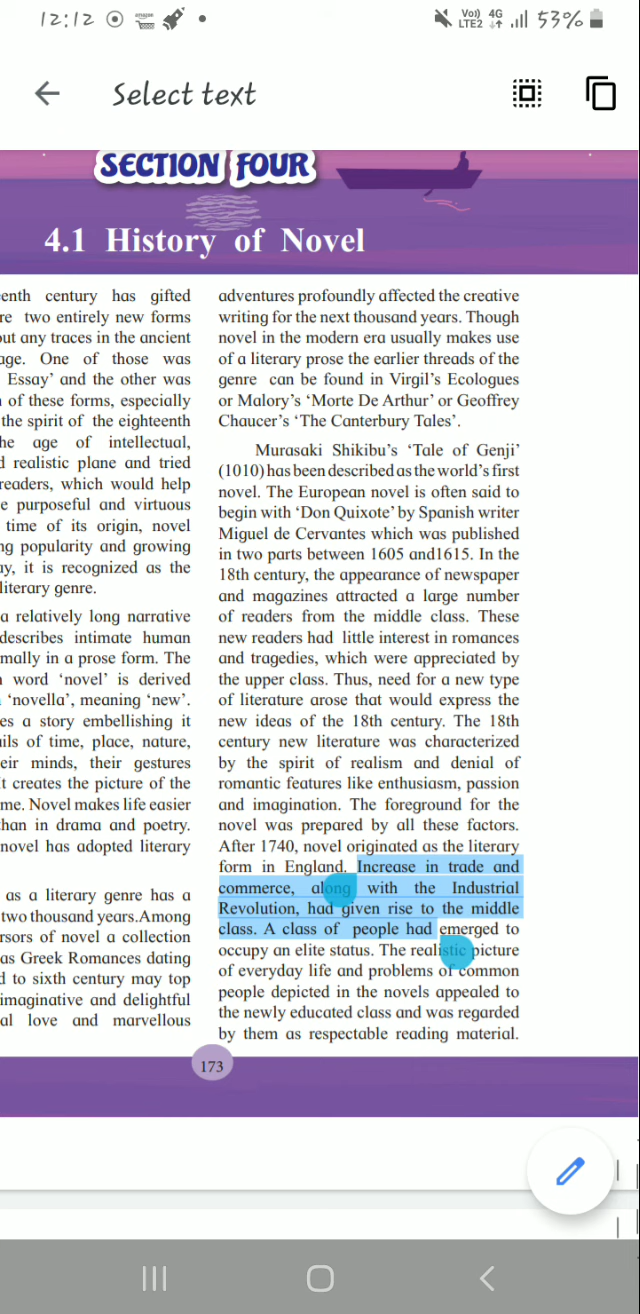 12:12
amazon
Vo))
LTE2
4G
53%
Select text
SECTION FOUR
4.1 History of Novel
enth century has gifted
re two entirely new forms
out any traces in the ancient
age. One of those was
Essay’ and the other was
of these forms, especially
the spirit of the eighteenth
he age of intellectual,
d realistic plane and tried
readers, which would help
e purposeful and virtuous
time of its origin, novel
ng popularity and growing
ay, it is recognized as the
literary genre.
a relatively long narrative
describes intimate human
mally in a prose form. The
word ‘novel’ is derived
‘novella’, meaning ‘new’.
es a story embellishing it
ails of time, place, nature,
eir minds, their gestures
It creates the picture of the
me. Novel makes life easier
than in drama and poetry.
novel has adopted literary
as a literary genre has a
two thousand years.Among
rsors of novel a collection
as Greek Romances dating
d to sixth century may top
imaginative and delightful
al love and marvellous
adventures profoundly affected the creative
writing for the next thousand years. Though
novel in the modern era usually makes use
of a literary prose the earlier threads of the
genre can be found in Virgil’s Ecologues
or Malory’s ‘Morte De Arthur’ or Geoffrey
Chaucer’s ‘The Canterbury Tales’.
Murasaki Shikibu’s ‘Tale of Genji’
(1010) has been described as the world’s first
novel. The European novel is often said to
begin with ‘Don Quixote’ by Spanish writer
Miguel de Cervantes which was published
in two parts between 1605 and1615. In the
18th century, the appearance of newspaper
and magazines attracted a large number
of readers from the middle class. These
new readers had little interest in romances
and tragedies, which were appreciated by
the upper class. Thus, need for a new type
of literature arose that would express the
new ideas of the 18th century. The 18th
century new literature was characterized
by the spirit of realism and denial of
romantic features like enthusiasm, passion
and imagination. The foreground for the
novel was prepared by all these factors.
After 1740, novel originated as the literary
form in England. Increase in trade and
commerce, along with the Industrial
Revolution, had given rise to the middle
class. A class of people had emerged to
occupy an elite status. The realistic picture
of everyday life and problems of common
people depicted in the novels appealed to
the newly educated class and was regarded
by them as respectable reading material.
173